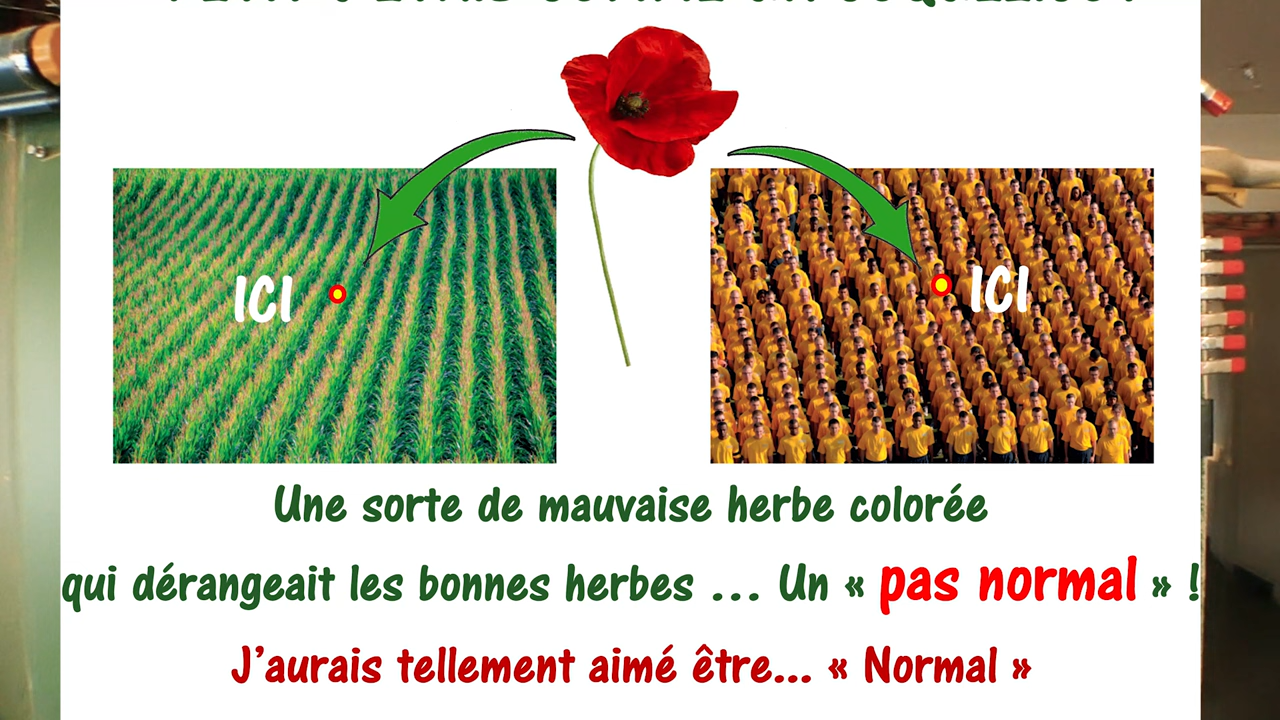 ICI
ICI
Une sorte de mauvaise herbe colorée
qui dérangeait les bonnes herbes ... Un « pas normal » !
J'aurais tellement aimé être... « Normal »